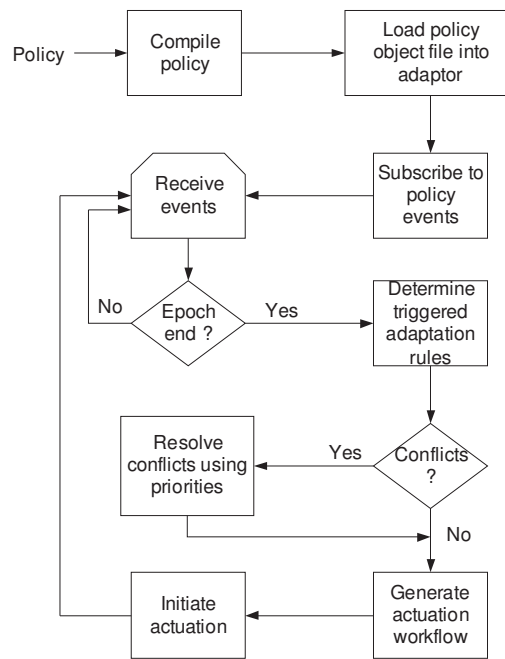 Policy
Compile
policy
Load policy
object file into
adaptor
Receive
events
Subscribe to
policy
events
No
Epoch
end ?
Yes
Determine
triggered
adaptation
rules
Resolve
conflicts using
priorities
Yes
Conflicts
?
No
Initiate
actuation
Generate
actuation
workflow